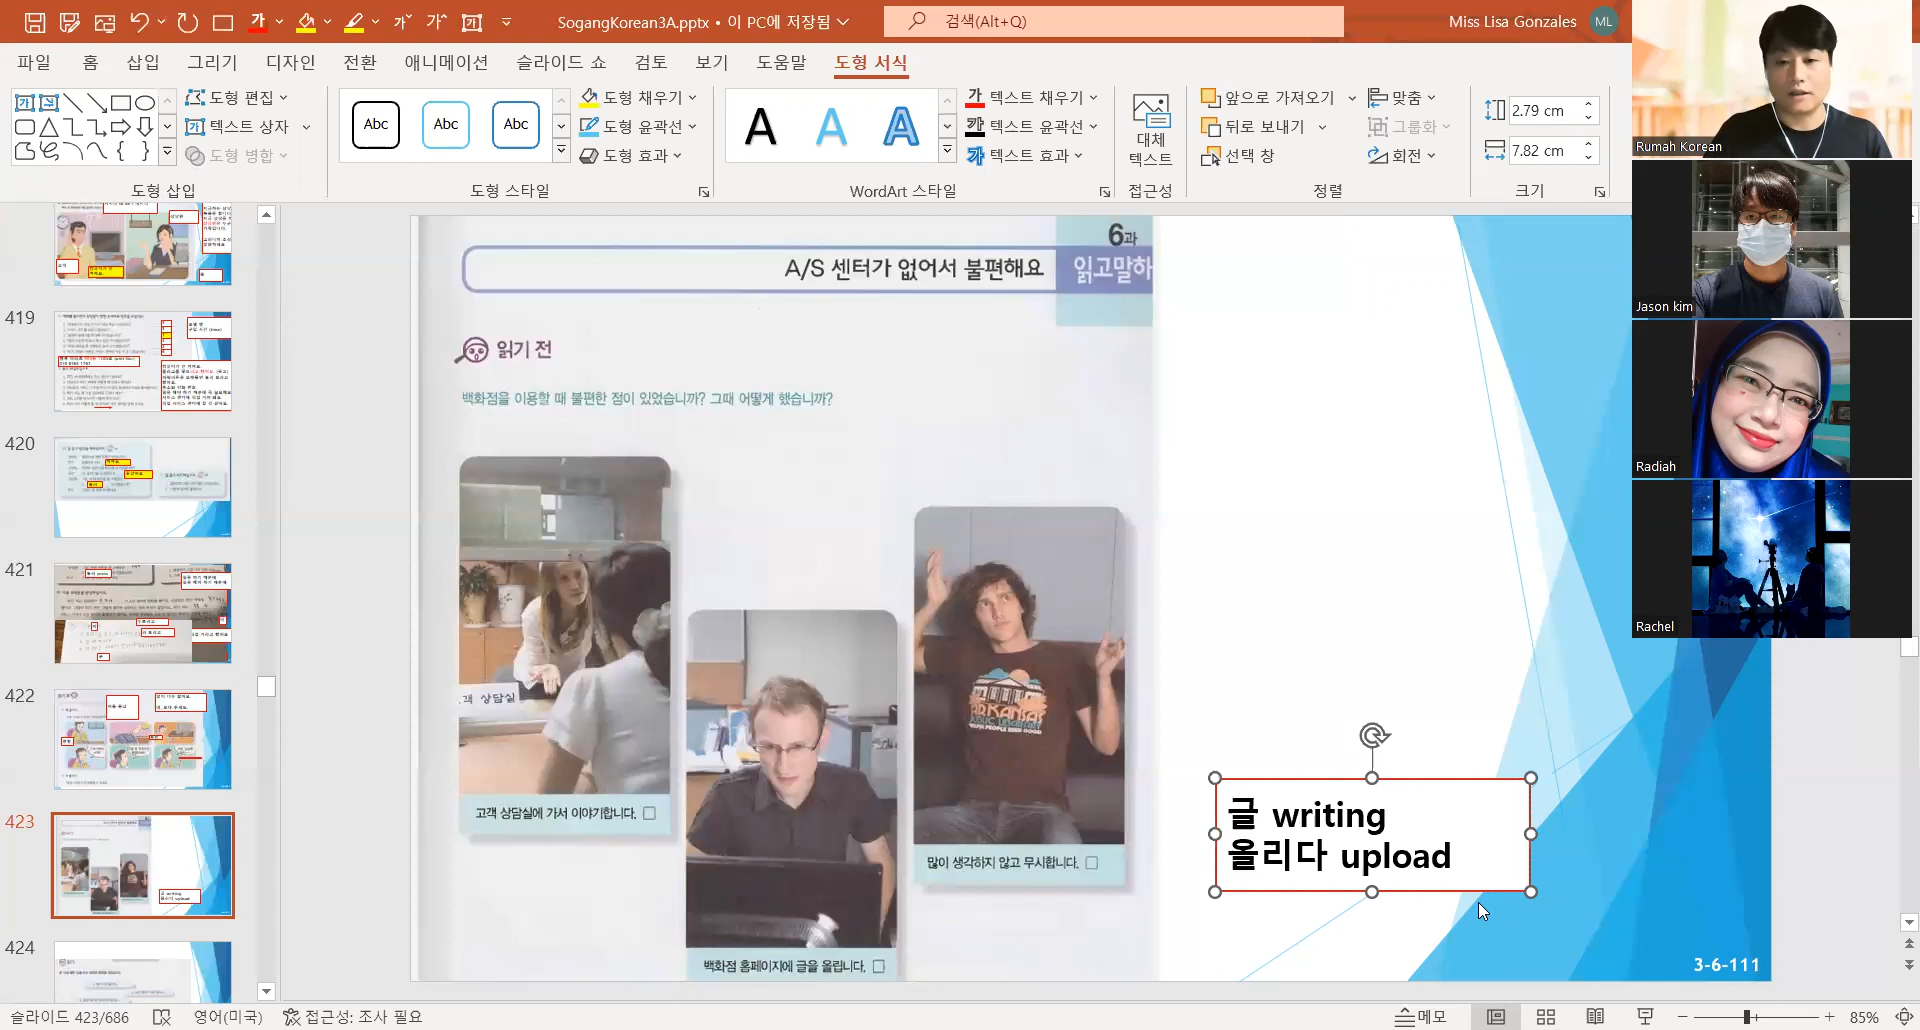 SogangKorean3A.pptx • 이 PC에 저장됨
검색(Alt+Q)
Miss Lisa Gonzales
ML
파일 홈 삽입 그리기 디자인 전환 애니메이션 슬라이드 쇼 검토 보기 도움말 도형 서식
도형 편집
텍스트 상자
도형 병합
도형 삽입
Abc Abc Abc
도형 채우기
도형 윤곽선
도형 효과
도형 스타일
A A A
텍스트 채우기
텍스트 윤곽선
텍스트 효과
WordArt 스타일
대체
텍스트
접근성
앞으로 가져오기
뒤로 보내기
선택 창
맞춤
그룹화
회전
정렬
2.79 cm
7.82 cm
크기
Rumah Korean
Jason kim
Radiah
Rachel
419
420
421
422
423
424
6과
A/S 센터가 없어서 불편해요
읽고말하
읽기 전
백화점을 이용할 때 불편한 점이 있었습니까? 그때 어떻게 했습니까?
객 상담실
고객 상담실에 가서 이야기합니다.
백화점 홈페이지에 글을 올립니다.
ARKANSAS
많이 생각하지 않고 무시합니다.
글 writing
올리다 upload
3-6-111
슬라이드 423/686
영어(미국)
접근성: 조사 필요
메모
85%